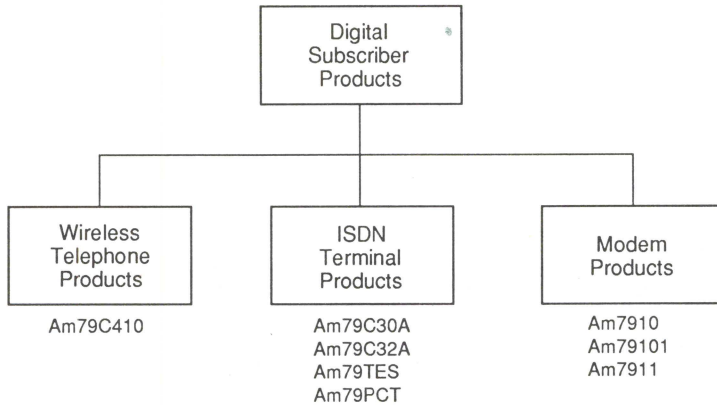 Digital
Subscriber
Products
Wireless
Telephone
Products
Am79C410
ISDN
Terminal
Products
Am79C30A
Am79C32A
Am79TES
Am79PCT
Modem
Products
Am7910
Am79101
Am7911